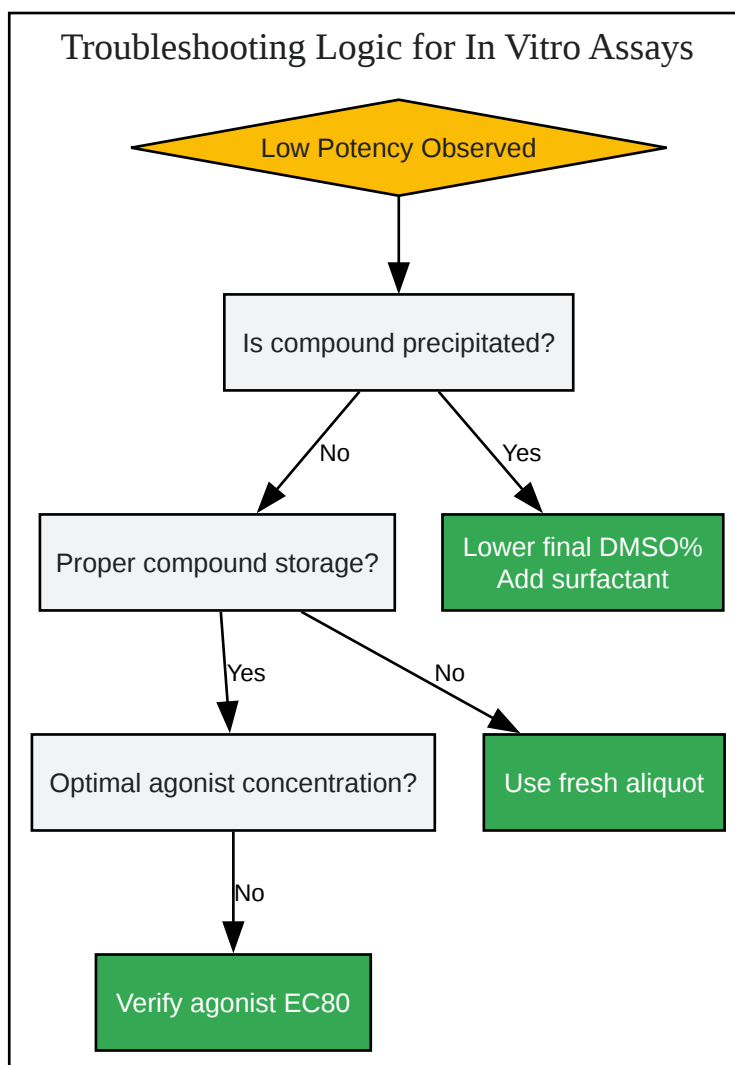 Troubleshooting Logic for In Vitro Assays
Low Potency Observed
Is compound precipitated?
No
Yes
Proper compound storage?
Lower final DMSO%
Add surfactant
Yes
No
Optimal agonist concentration?
Use fresh aliquot
No
Verify agonist EC80